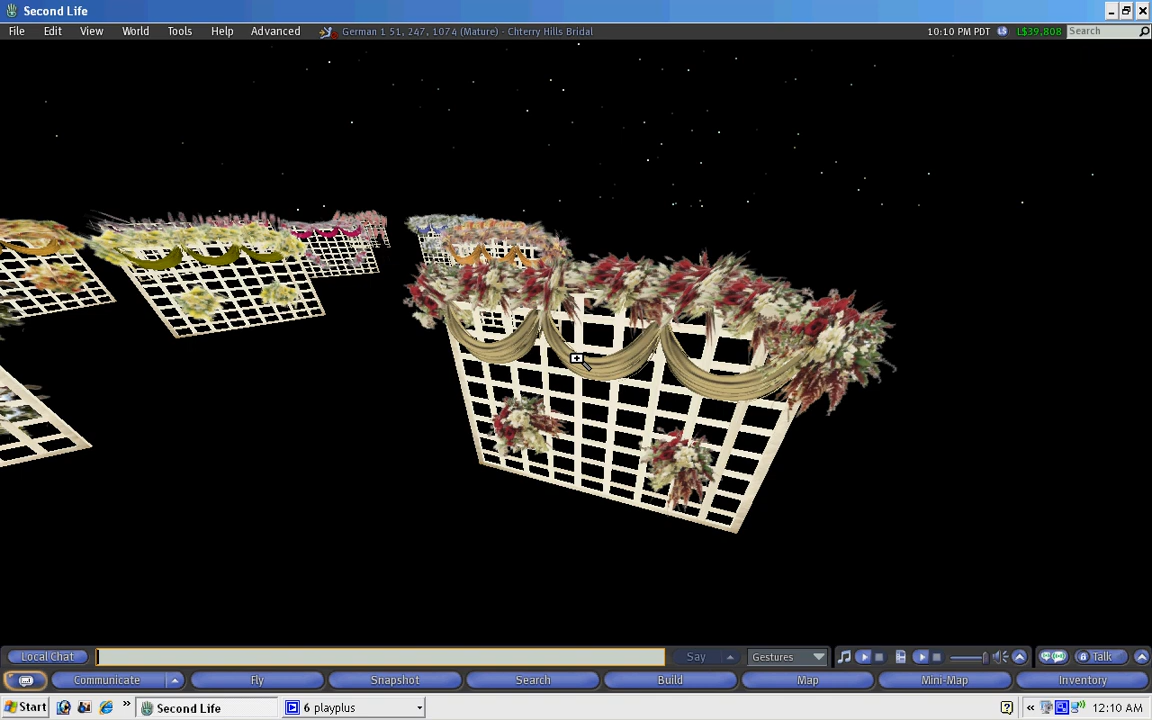 Second Life
File Edit View World Tools Help Advanced German 1 51, 247, 1074 (Mature) - Chterry Hills Bridal 10:10 PM PDT L$ L$39,808 Search
Local Chat Say Gestures Talk
Communicate Fly Snapshot Search Build Map Mini-Map Inventory
Start » Second Life 6 playplus « 12:10 AM